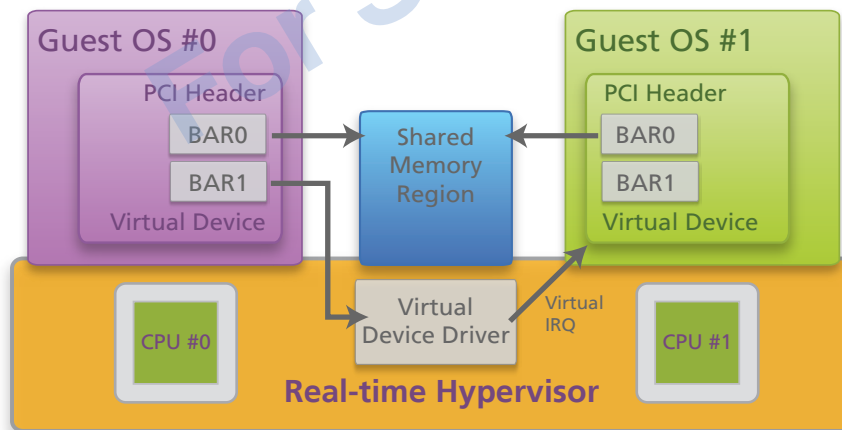 For S
Guest OS #0
PCI Header
BAR0
BAR1
Virtual Device
Shared
Memory
Region
Guest OS #1
PCI Header
BAR0
BAR1
Virtual Device
Virtual
Device Driver
Virtual
IRQ
CPU #0
CPU #1
Real-time Hypervisor